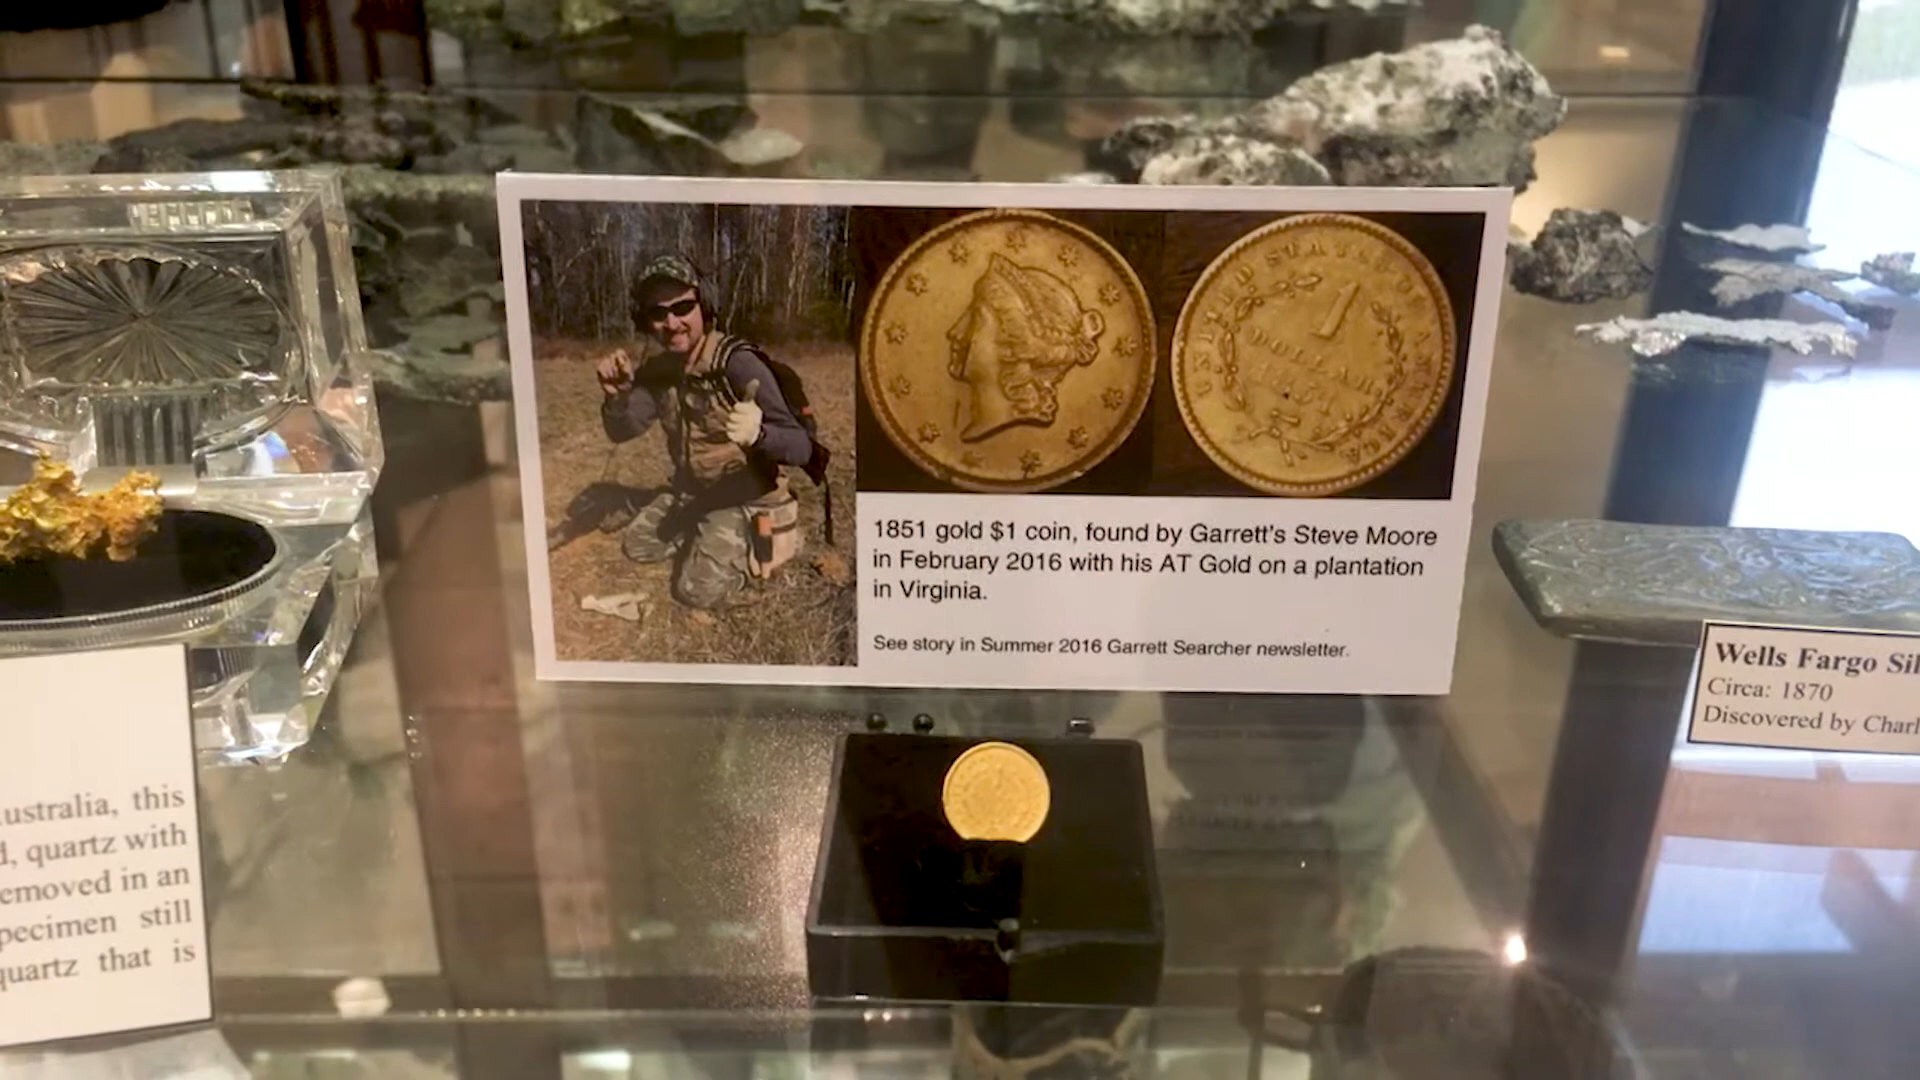 UNITED STATES OF AMERICA
1
DOLLAR
1851
1851 gold $1 coin, found by Garrett's Steve Moore
in February 2016 with his AT Gold on a plantation
in Virginia.
See story in Summer 2016 Garrett Searcher newsletter.
Wells Fargo Sil
Circa: 1870
Discovered by Charl
ustralia, this
d, quartz with
emoved in an
pecimen still
quartz that is